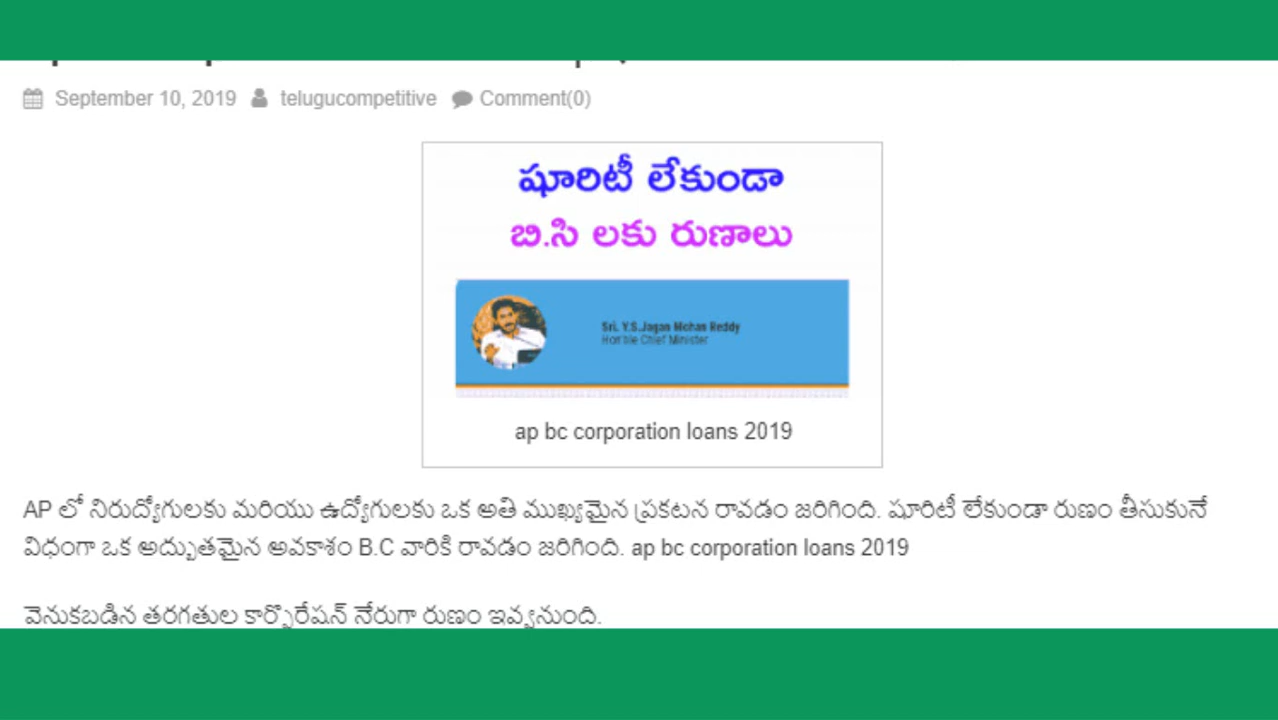 September 10, 2019 telugucompetitive Comment(0)
షూరిటీ లేకుండా
బి.సి లకు రుణాలు
Sri. Y.S.Jagan Mohan Reddy
Hon'ble Chief Minister
ap bc corporation loans 2019
AP లో నిరుద్యోగులకు మరియు ఉద్యోగులకు ఒక అతి ముఖ్యమైన ప్రకటన రావడం జరిగింది. షూరిటీ లేకుండా రుణం తీసుకునే
విధంగా ఒక అద్భుతమైన అవకాశం B.C వారికి రావడం జరిగింది. ap bc corporation loans 2019
వెనుకబడిన తరగతుల కార్పొరేషన్ నేరుగా రుణం ఇవ్వనుంది.